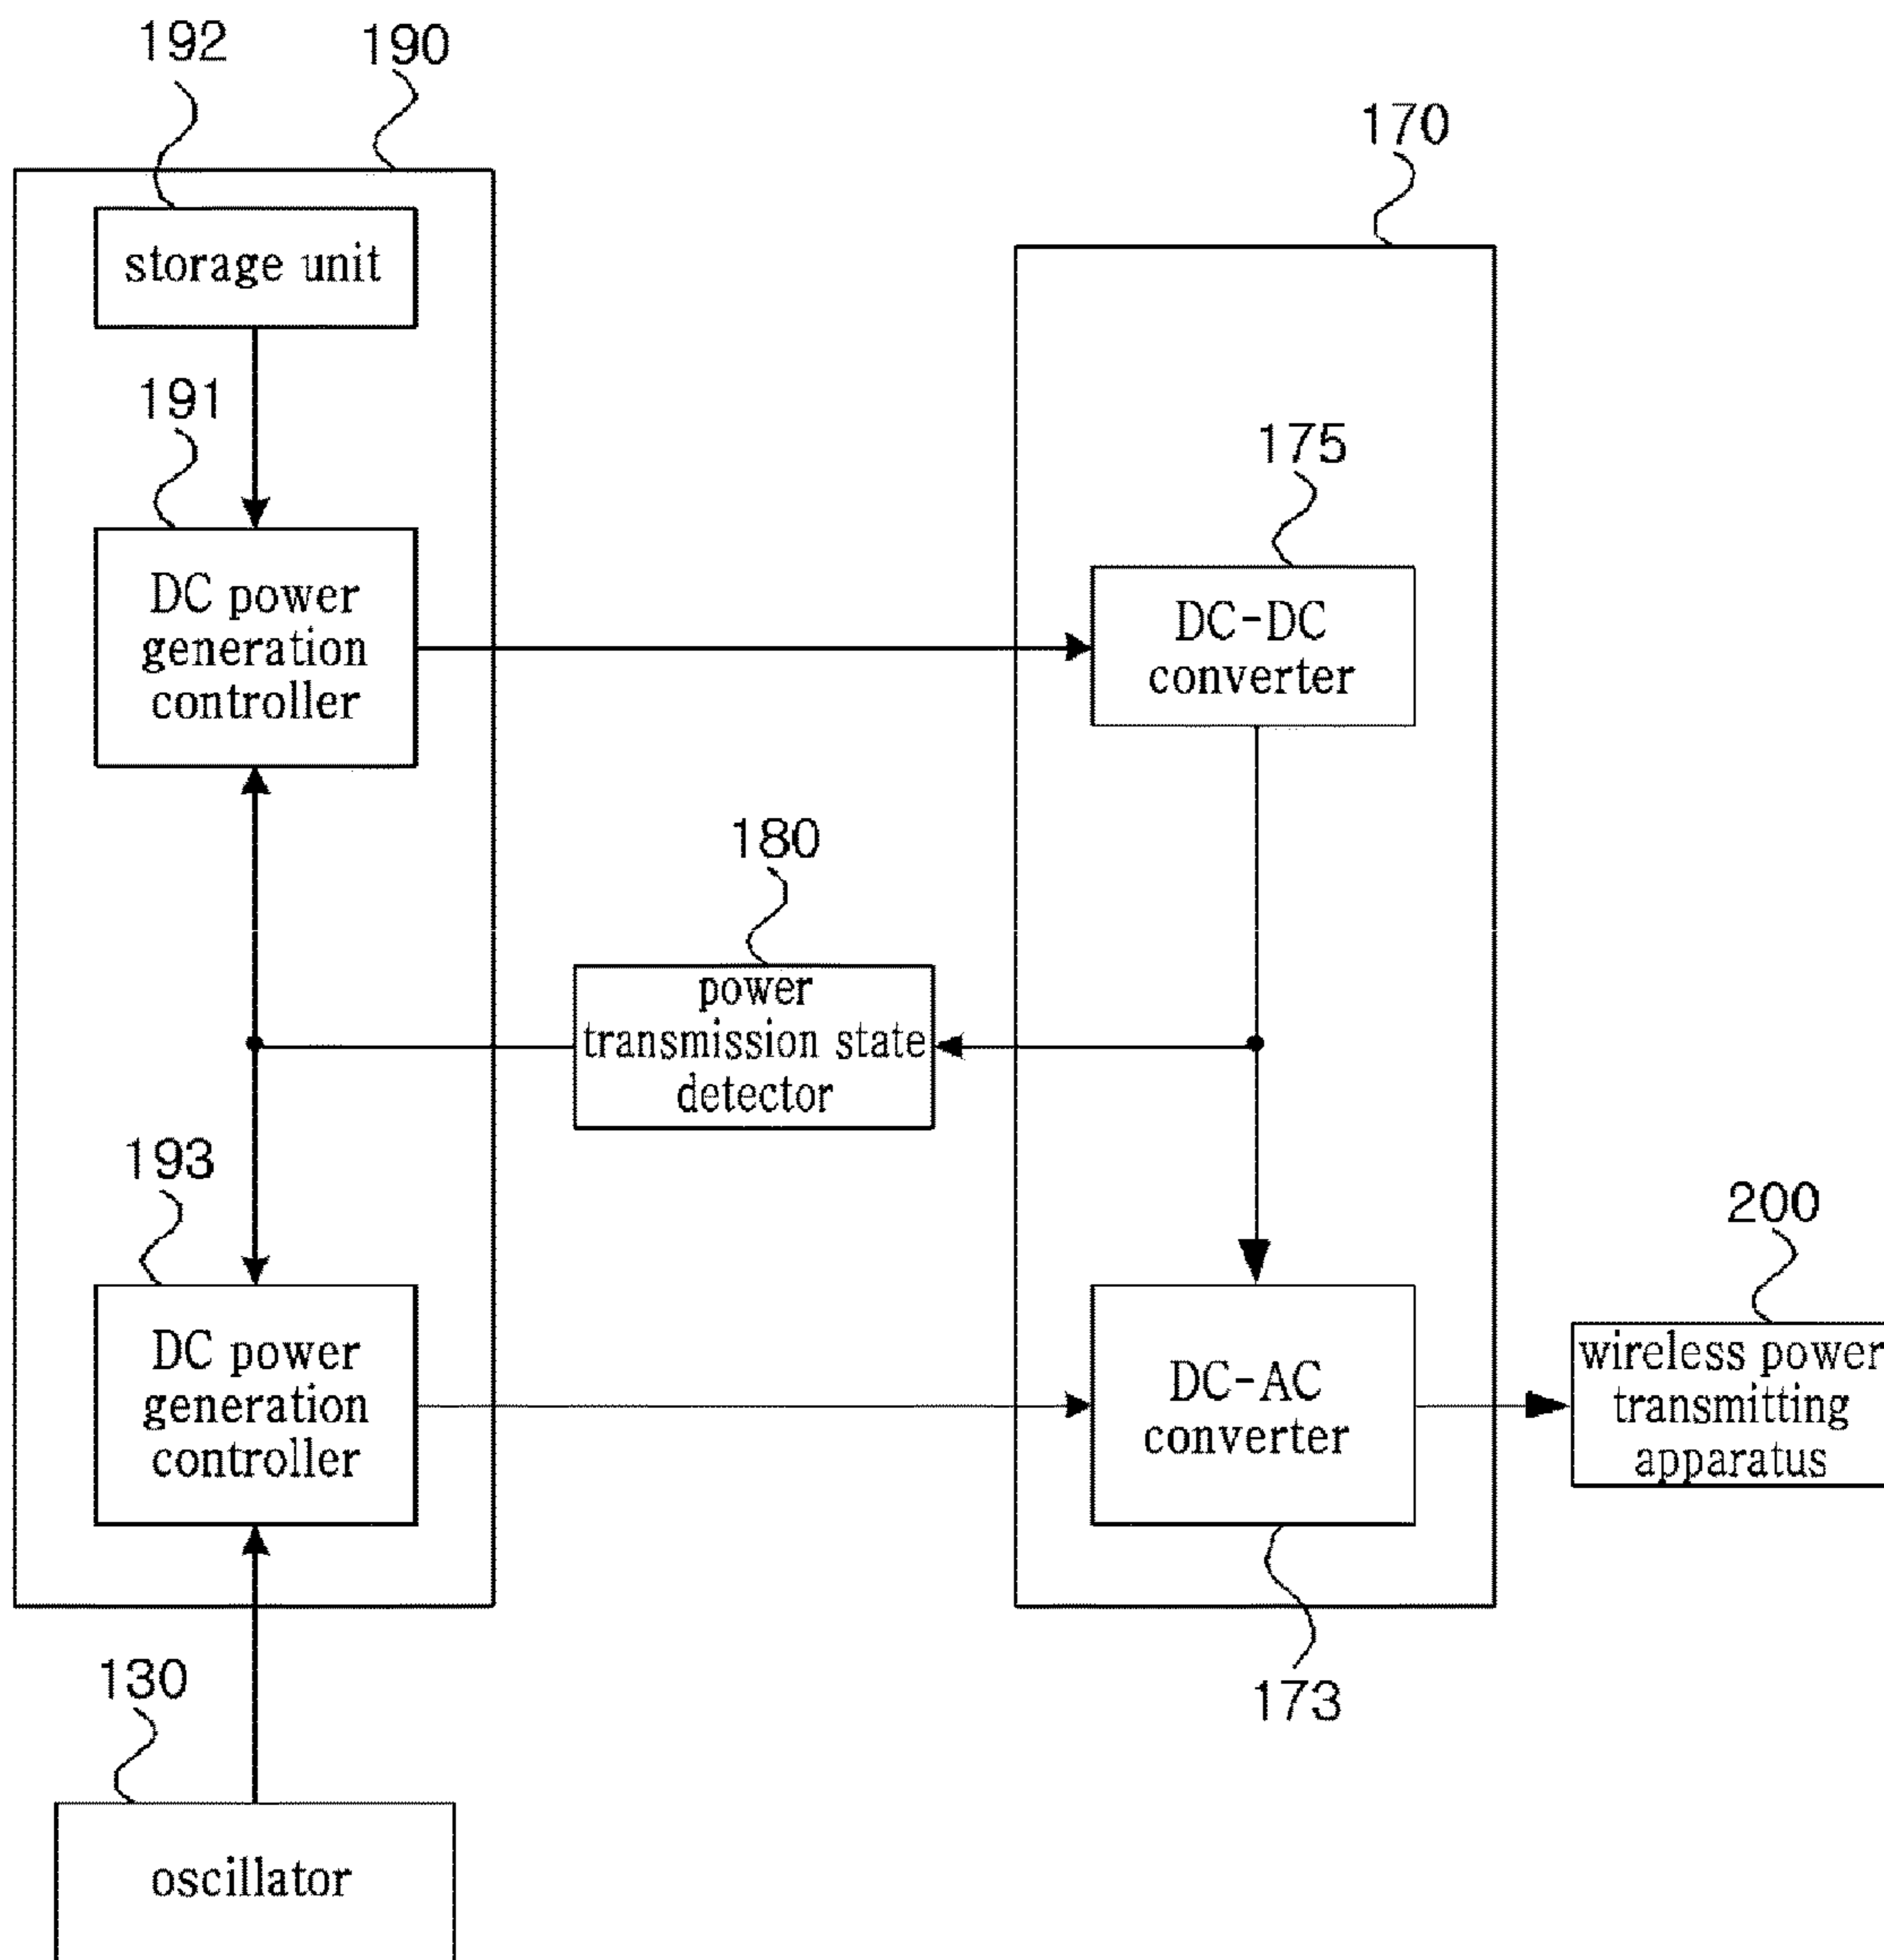 192
190
170
storage unit
191
175
DC power
generation
controller
DC-DC
converter
180
power
transmission state
detector
193
200
DC power
generation
controller
DC-AC
converter
wireless power
transmitting
apparatus
130
173
oscillator